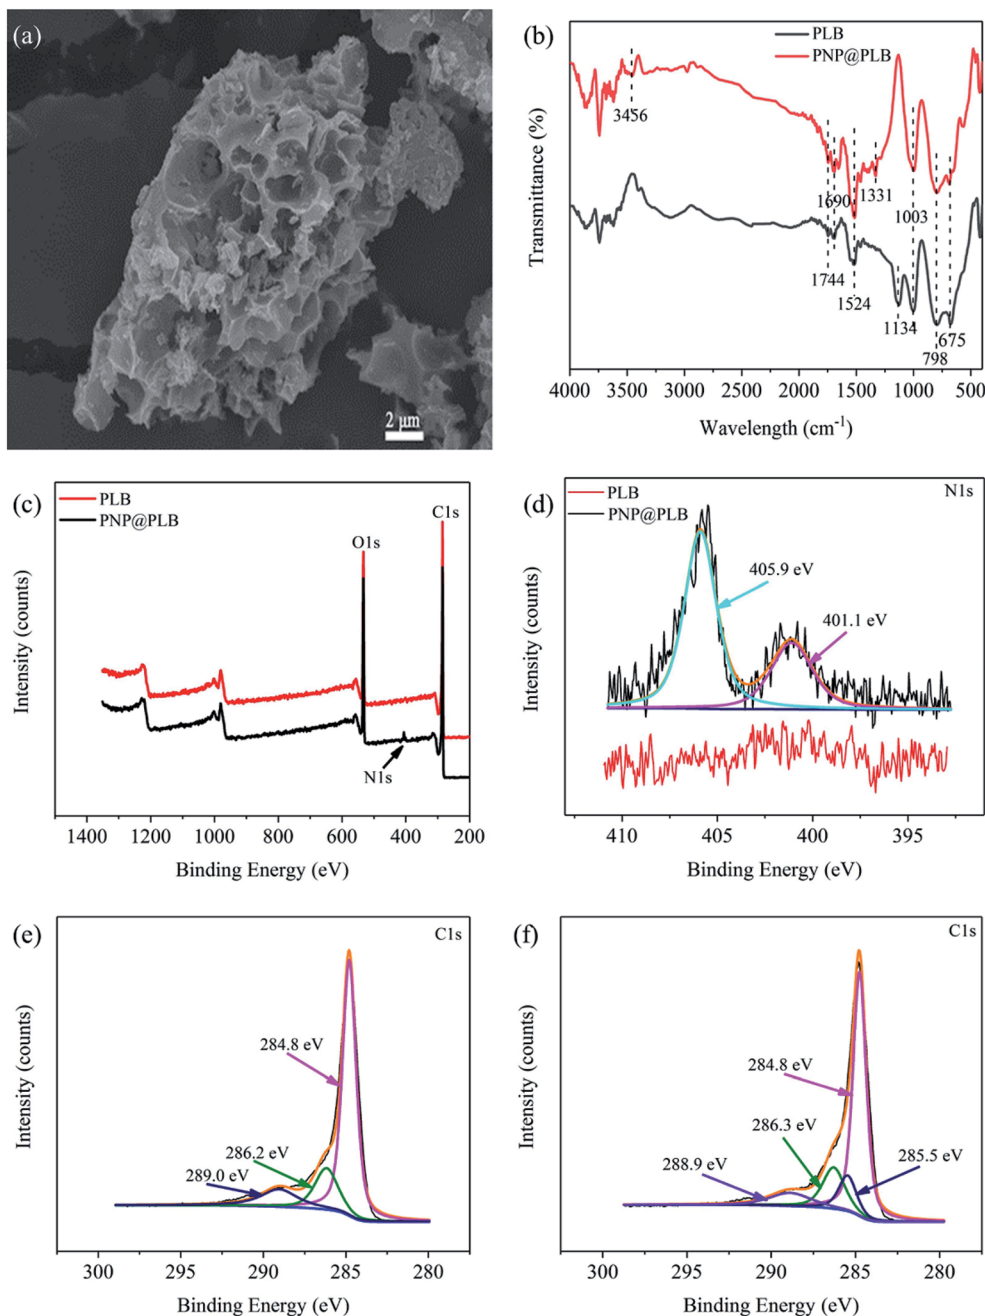 (a)
2 μm
(b)
PLB
PNP@PLB
3456
1690
1331
1003
1744
1524
1134
798
675
Transmittance (%)
4000 3500 3000 2500 2000 1500 1000 500
Wavelength (cm⁻¹)
(c)
PLB
PNP@PLB
C1s
O1s
N1s
Intensity (counts)
1400 1200 1000 800 600 400 200
Binding Energy (eV)
(d)
N1s
PLB
PNP@PLB
405.9 eV
401.1 eV
Intensity (counts)
410 405 400 395
Binding Energy (eV)
(e)
C1s
284.8 eV
286.2 eV
289.0 eV
Intensity (counts)
300 295 290 285 280
Binding Energy (eV)
(f)
C1s
284.8 eV
286.3 eV
288.9 eV
285.5 eV
Intensity (counts)
300 295 290 285 280
Binding Energy (eV)